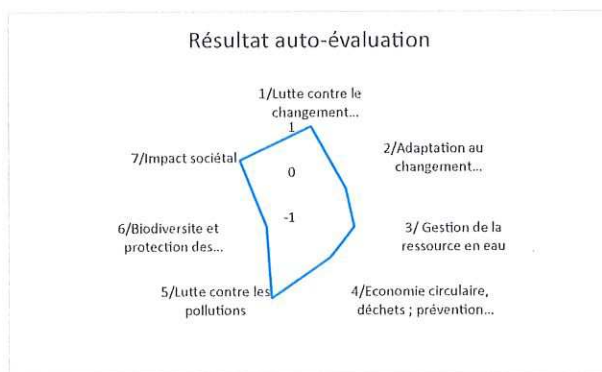 Résultat auto-évaluation
1/Lutte contre le
changement...
1
7/Impact sociétal
2/Adaptation au
changement...
0
-1
6/Biodiversite et
protection des...
3/ Gestion de la
ressource en eau
5/Lutte contre les
pollutions
4/Economie circulaire,
déchets ; prévention...